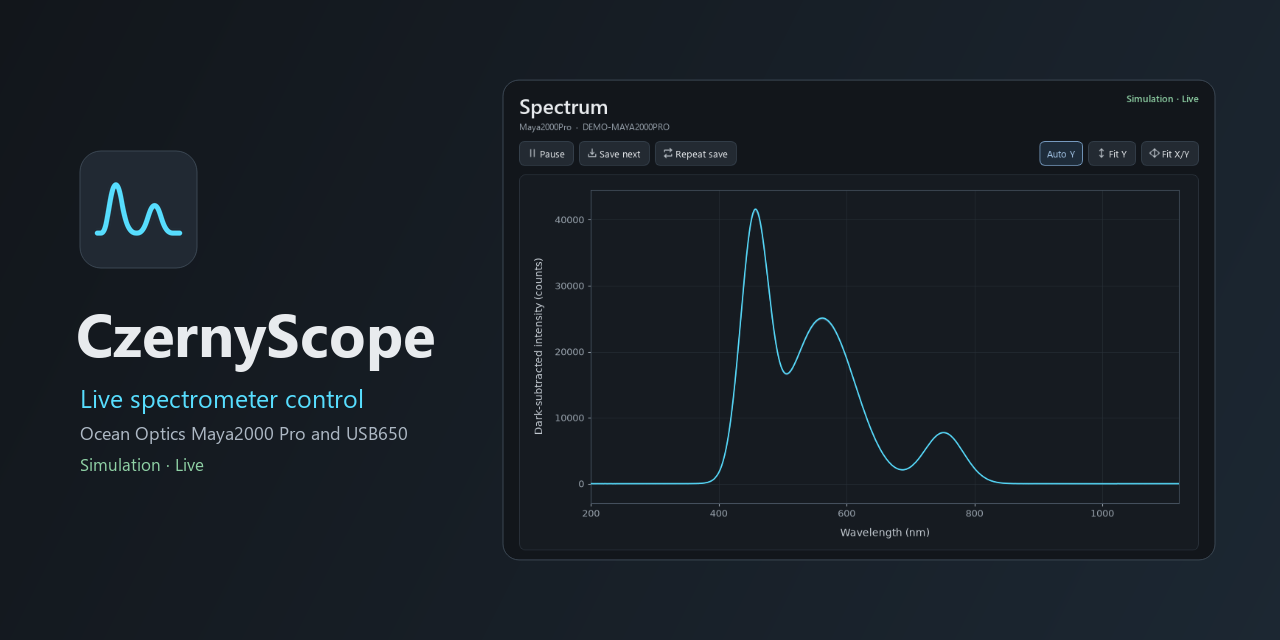 CzernyScope
Live spectrometer control
Ocean Optics Maya2000 Pro and USB650
Simulation · Live
Spectrum
Simulation · Live
Maya2000Pro · DEMO-MAYA2000PRO
Pause
Save next
Repeat save
Auto Y
Fit Y
Fit X/Y
Dark-subtracted intensity (counts)
40000
30000
20000
10000
0
200
400
600
800
1000
Wavelength (nm)